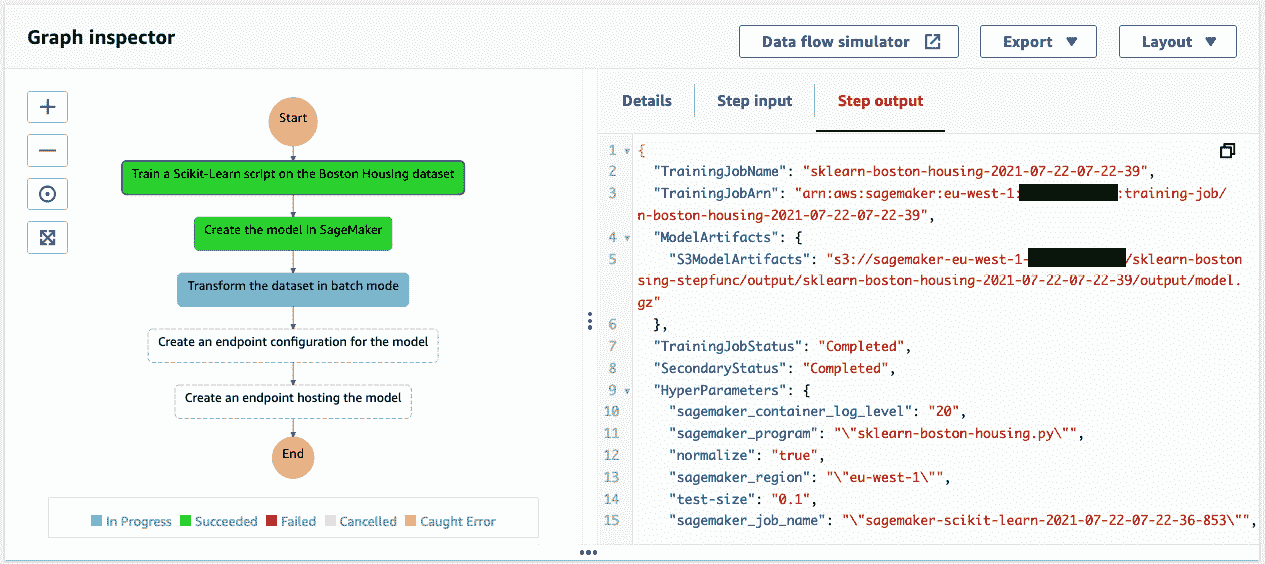 Graph inspector
Data flow simulator
Export
Layout
Start
Train a Scikit-Learn script on the Boston Housing dataset
Create the model in SageMaker
Transform the dataset in batch mode
Create an endpoint configuration for the model
Create an endpoint hosting the model
End
In Progress Succeeded Failed Cancelled Caught Error
Details Step input Step output
1 {
2 "TrainingJobName": "sklearn-boston-housing-2021-07-22-07-22-39",
3 "TrainingJobArn": "arn:aws:sagemaker:eu-west-1: :training-job/
n-boston-housing-2021-07-22-07-22-39",
4 "ModelArtifacts": {
5 "S3ModelArtifacts": "s3://sagemaker-eu-west-1- /sklearn-boston
sing-stepfunc/output/sklearn-boston-housing-2021-07-22-07-22-39/output/model.
gz"
6 },
7 "TrainingJobStatus": "Completed",
8 "SecondaryStatus": "Completed",
9 "HyperParameters": {
10 "sagemaker_container_log_level": "20",
11 "sagemaker_program": "\"sklearn-boston-housing.py\"",
12 "normalize": "true",
13 "sagemaker_region": "\"eu-west-1\"",
14 "test-size": "0.1",
15 "sagemaker_job_name": "\"sagemaker-scikit-learn-2021-07-22-07-22-36-853\"",